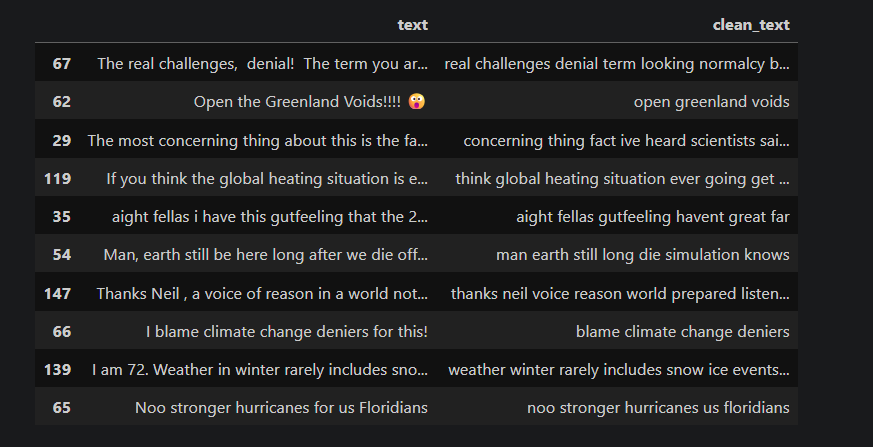 text clean_text
67 The real challenges,  denial!  The term you ar... real challenges denial term looking normalcy b...
62 Open the Greenland Voids!!!! 😱 open greenland voids
29 The most concerning thing about this is the fa... concerning thing fact ive heard scientists sai...
119 If you think the global heating situation is e... think global heating situation ever going get ...
35 aight fellas i have this gutfeeling that the 2... aight fellas gutfeeling havent great far
54 Man, earth still be here long after we die off... man earth still long die simulation knows
147 Thanks Neil , a voice of reason in a world not... thanks neil voice reason world prepared listen...
66 I blame climate change deniers for this! blame climate change deniers
139 I am 72. Weather in winter rarely includes sno... weather winter rarely includes snow ice events...
65 Noo stronger hurricanes for us Floridians noo stronger hurricanes us floridians